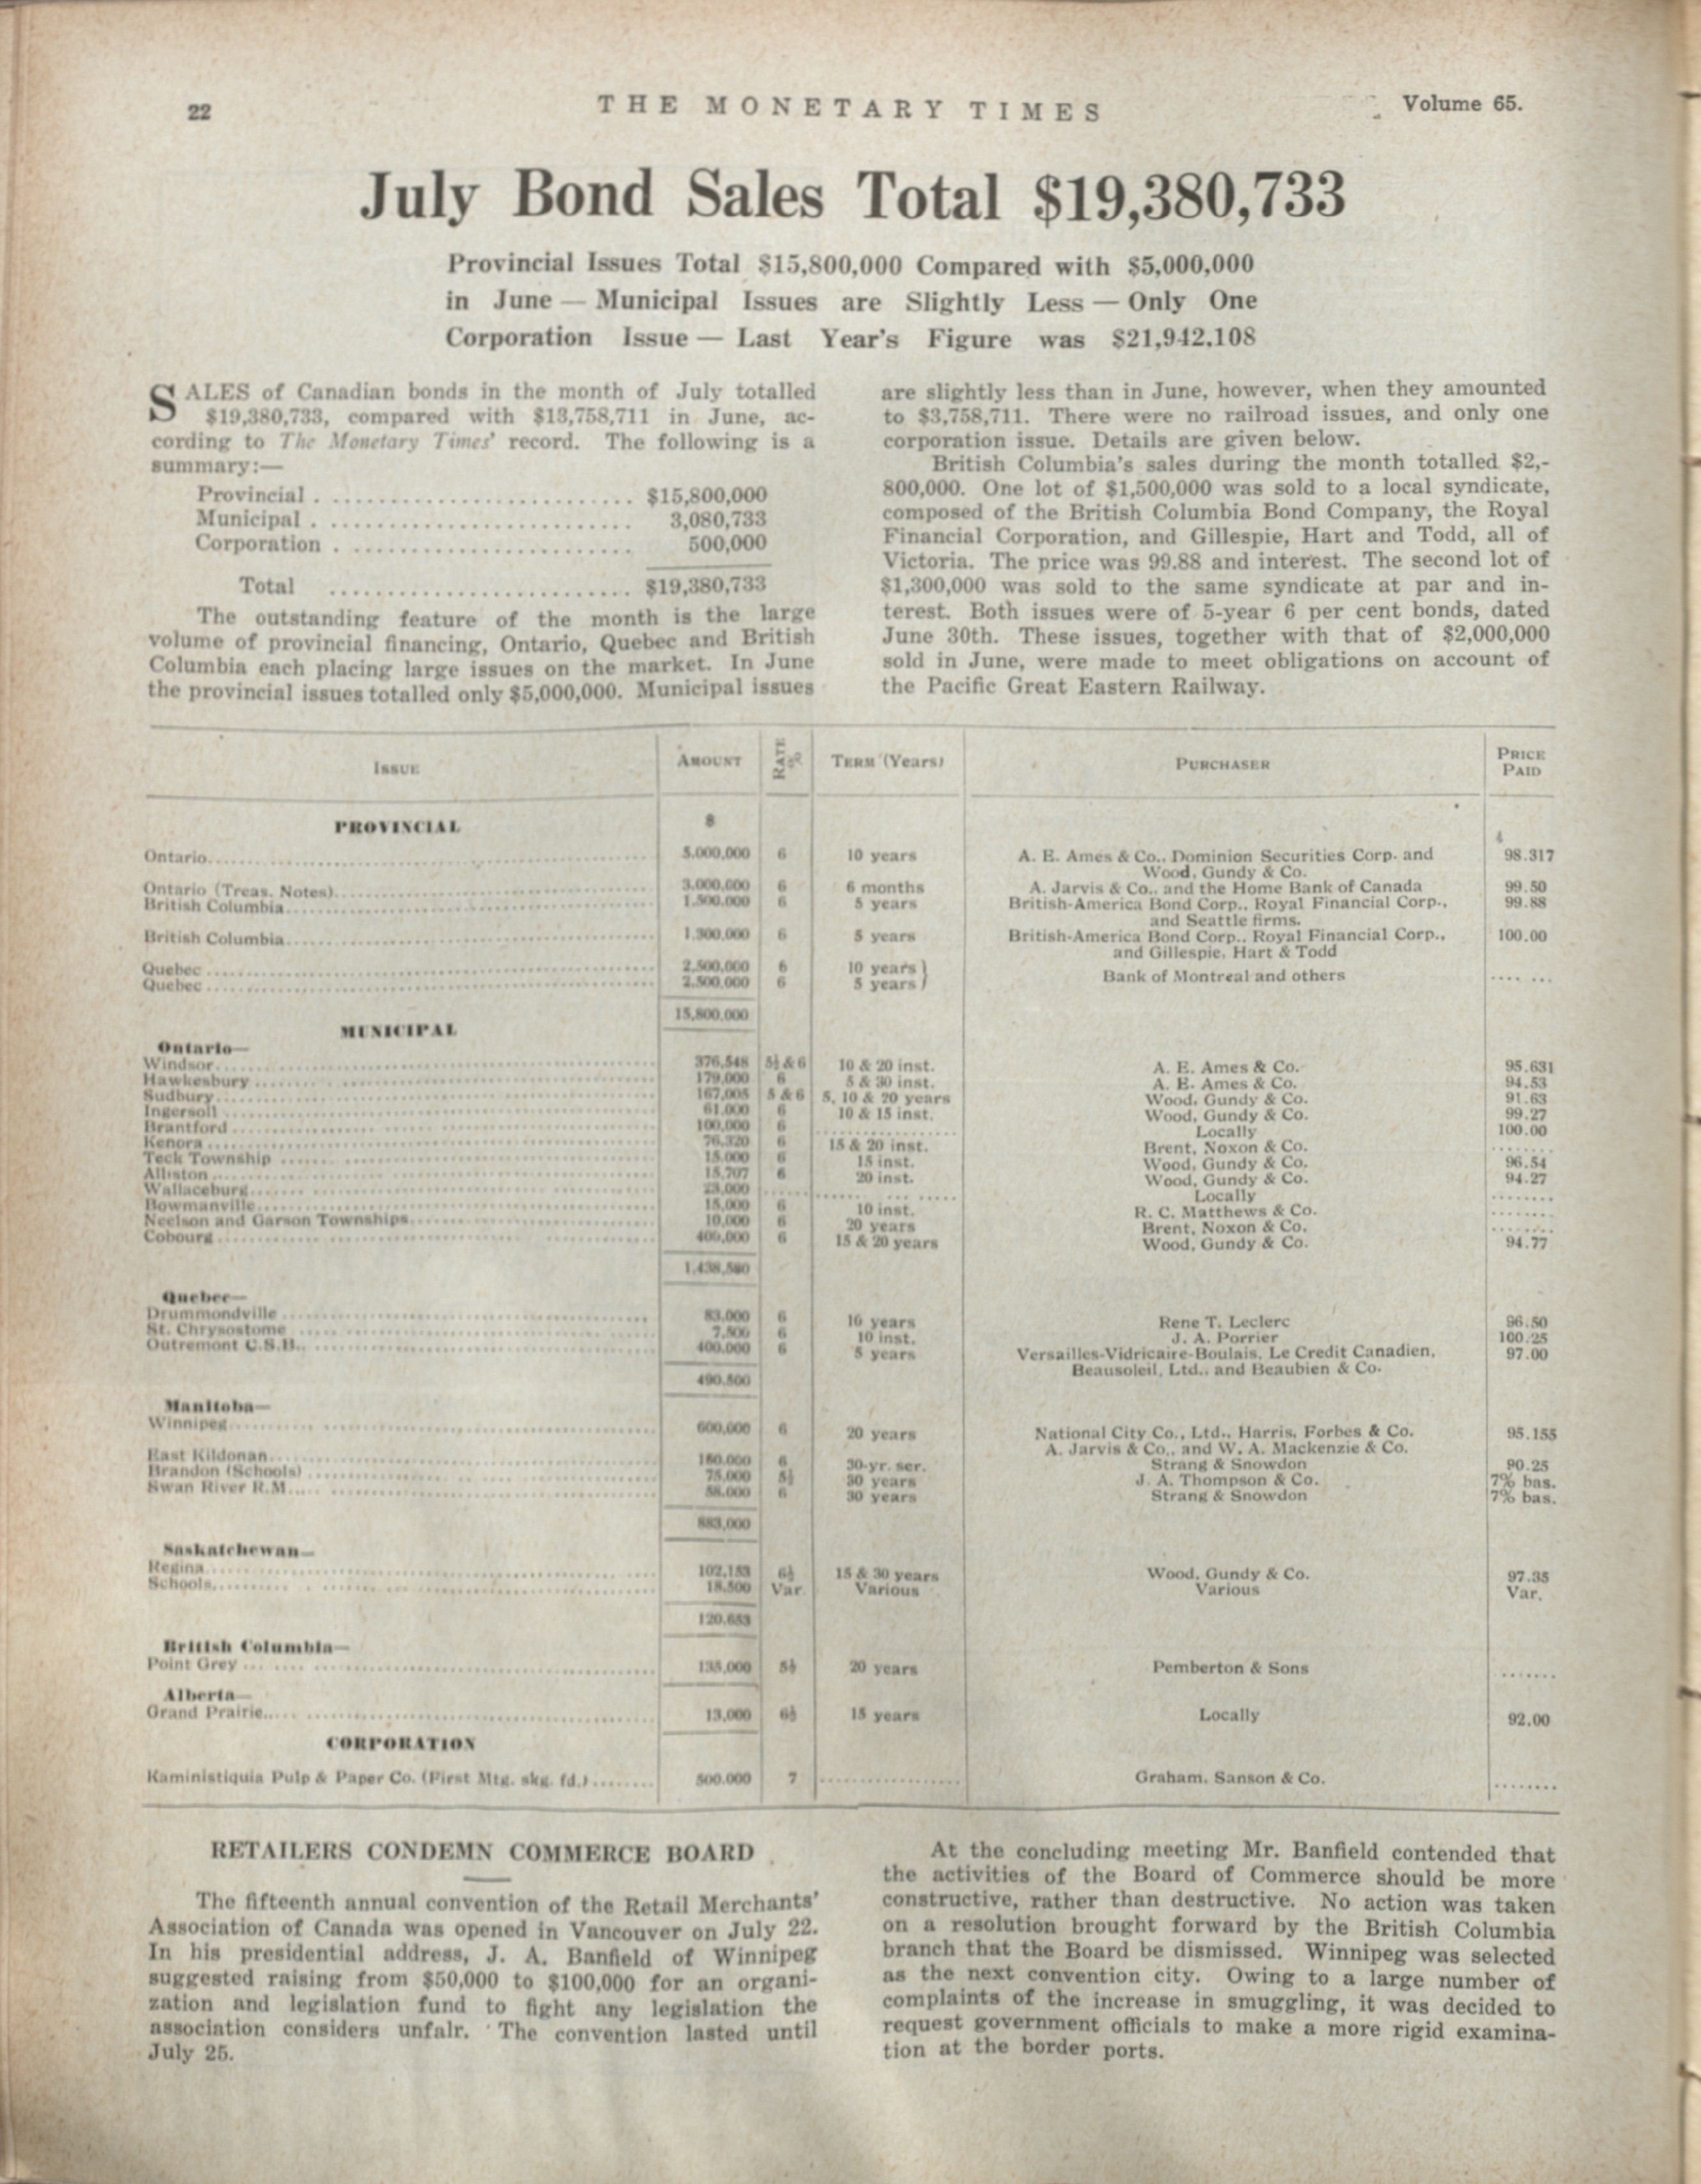 22
THE MONETARY TIMES
Volume 65.
July Bond Sales Total $19,380,733
Provincial Issues Total $15,800,000 Compared with $5,000,000
in June — Municipal Issues are Slightly Less — Only One
Corporation Issue — Last Year's Figure was $21,942,108
SALES of Canadian bonds in the month of July totalled
$19,380,733, compared with $13,758,711 in June, ac-
cording to The Monetary Times' record. The following is a
summary:—
Provincial . . . . . . $15,800,000
Municipal . . . . . . 3,080,733
Corporation . . . . . . 500,000
Total . . . . . . $19,380,733
The outstanding feature of the month is the large
volume of provincial financing, Ontario, Quebec and British
Columbia each placing large issues on the market. In June
the provincial issues totalled only $5,000,000. Municipal issues
are slightly less than in June, however, when they amounted
to $3,758,711. There were no railroad issues, and only one
corporation issue. Details are given below.
British Columbia's sales during the month totalled $2,-
800,000. One lot of $1,500,000 was sold to a local syndicate,
composed of the British Columbia Bond Company, the Royal
Financial Corporation, and Gillespie, Hart and Todd, all of
Victoria. The price was 99.88 and interest. The second lot of
$1,300,000 was sold to the same syndicate at par and in-
terest. Both issues were of 5-year 6 per cent bonds, dated
June 30th. These issues, together with that of $2,000,000
sold in June, were made to meet obligations on account of
the Pacific Great Eastern Railway.
ISSUE AMOUNT RATE % TERM (Years) PURCHASER PRICE PAID
PROVINCIAL $
Ontario 5,000,000 6 10 years A. E. Ames & Co., Dominion Securities Corp. and 98.317
Wood, Gundy & Co.
Ontario (Treas. Notes) 3,000,000 6 6 months A. Jarvis & Co., and the Home Bank of Canada 99.50
British Columbia 1,500,000 6 5 years British-America Bond Corp., Royal Financial Corp., 99.88
and Seattle firms.
British Columbia 1,300,000 6 5 years British-America Bond Corp., Royal Financial Corp., 100.00
and Gillespie, Hart & Todd
Quebec 2,500,000 6 10 years
Quebec 2,500,000 6 5 years Bank of Montreal and others
15,800,000
MUNICIPAL
Ontario—
Windsor 376,548 5½ & 6 10 & 20 inst. A. E. Ames & Co. 95.631
Hawkesbury 179,000 6 5 & 30 inst. A. E. Ames & Co. 94.53
Sudbury 167,005 5 & 6 5, 10 & 20 years Wood, Gundy & Co. 91.63
Ingersoll 61,000 6 10 & 15 inst. Wood, Gundy & Co. 99.27
Brantford 100,000 6 Locally 100.00
Kenora 76,320 6 15 & 20 inst. Brent, Noxon & Co.
Teck Township 15,000 6 15 inst. Wood, Gundy & Co. 96.54
Alliston 15,707 6 20 inst. Wood, Gundy & Co. 94.27
Wallaceburg 23,000 Locally
Bowmanville 15,000 6 10 inst. R. C. Matthews & Co.
Neelson and Garson Townships 10,000 6 20 years Brent, Noxon & Co.
Cobourg 400,000 6 15 & 20 years Wood, Gundy & Co. 94.77
1,438,580
Quebec—
Drummondville 83,000 6 10 years Rene T. Leclerc 96.50
St. Chrysostome 7,500 6 10 inst. J. A. Porrier 100.25
Outremont C.S.B. 400,000 6 5 years Versailles-Vidricaire-Boulais, Le Credit Canadien, 97.00
Beausoleil, Ltd., and Beaubien & Co.
490,500
Manitoba—
Winnipeg 600,000 6 20 years National City Co., Ltd., Harris, Forbes & Co. 95.155
A. Jarvis & Co., and W. A. Mackenzie & Co.
East Kildonan 150,000 6 30-yr. ser. Strang & Snowdon 90.25
Brandon (Schools) 75,000 5½ 30 years J. A. Thompson & Co. 7% bas.
Swan River R.M. 58,000 6 30 years Strang & Snowdon 7% bas.
883,000
Saskatchewan—
Regina 102,153 6½ 15 & 30 years Wood, Gundy & Co. 97.35
Schools 18,500 Var. Various Various Var.
120,653
British Columbia—
Point Grey 135,000 5½ 20 years Pemberton & Sons
Alberta—
Grand Prairie 13,000 6½ 15 years Locally 92.00
CORPORATION
Kaministiquia Pulp & Paper Co. (First Mtg. skg. fd.) 500,000 7 Graham, Sanson & Co.
RETAILERS CONDEMN COMMERCE BOARD
The fifteenth annual convention of the Retail Merchants'
Association of Canada was opened in Vancouver on July 22.
In his presidential address, J. A. Banfield of Winnipeg
suggested raising from $50,000 to $100,000 for an organi-
zation and legislation fund to fight any legislation the
association considers unfair. The convention lasted until
July 25.
At the concluding meeting Mr. Banfield contended that
the activities of the Board of Commerce should be more
constructive, rather than destructive. No action was taken
on a resolution brought forward by the British Columbia
branch that the Board be dismissed. Winnipeg was selected
as the next convention city. Owing to a large number of
complaints of the increase in smuggling, it was decided to
request government officials to make a more rigid examina-
tion at the border ports.